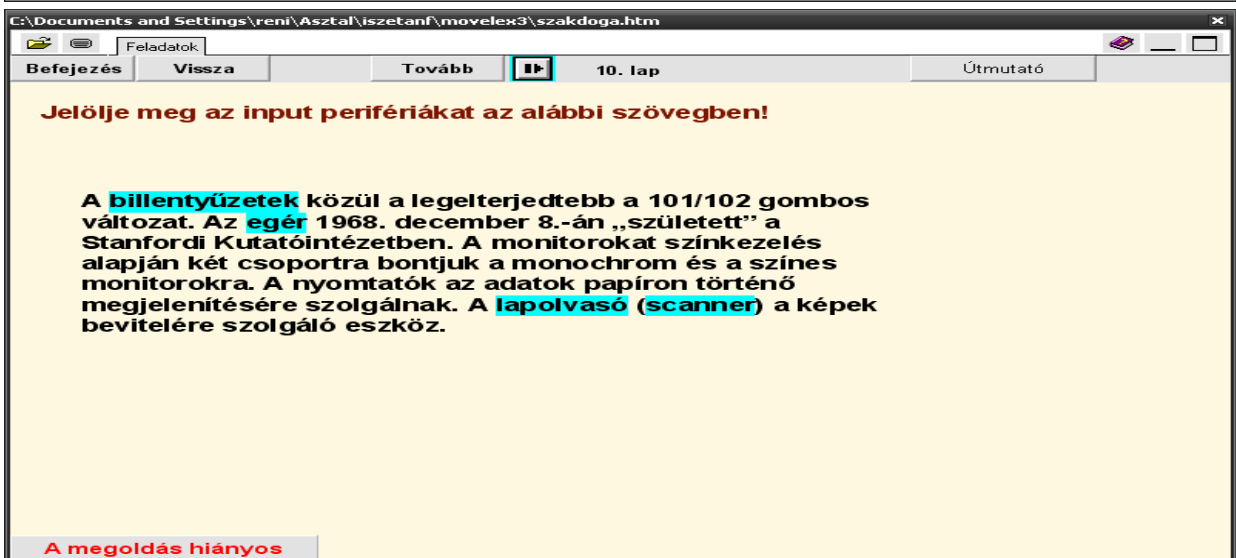 C:\Documents and Settings\reni\Asztal\iszetanf\movelex3\szakdoga.htm
Feladatok
Befejezés Vissza Tovább 10. lap Útmutató
Jelölje meg az input perifériákat az alábbi szövegben!
A billentyűzetek közül a legelterjedtebb a 101/102 gombos
változat. Az egér 1968. december 8.-án „született” a
Stanfordi Kutatóintézetben. A monitorokat színkezelés
alapján két csoportra bontjuk a monochrom és a színes
monitorokra. A nyomtatók az adatok papíron történő
megjelenítésére szolgálnak. A lapolvasó (scanner) a képek
bevitelére szolgáló eszköz.
A megoldás hiányos